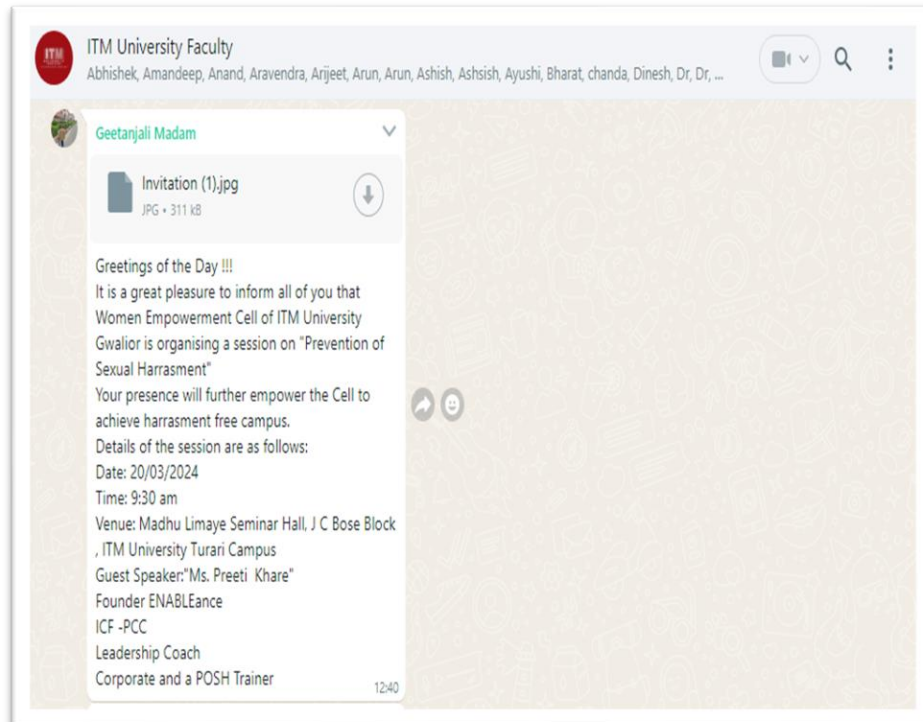 ITM
ITM University Faculty
Abhishek, Amandeep, Anand, Aravendra, Arijeet, Arun, Arun, Ashish, Ashsish, Ayushi, Bharat, chanda, Dinesh, Dr, Dr, ...
Geetanjali Madam
Invitation (1).jpg
JPG • 311 kB
Greetings of the Day !!!
It is a great pleasure to inform all of you that
Women Empowerment Cell of ITM University
Gwalior is organising a session on "Prevention of
Sexual Harrasment"
Your presence will further empower the Cell to
achieve harrasment free campus.
Details of the session are as follows:
Date: 20/03/2024
Time: 9:30 am
Venue: Madhu Limaye Seminar Hall, J C Bose Block
, ITM University Turari Campus
Guest Speaker:"Ms. Preeti  Khare"
Founder ENABLEance
ICF -PCC
Leadership Coach
Corporate and a POSH Trainer
12:40